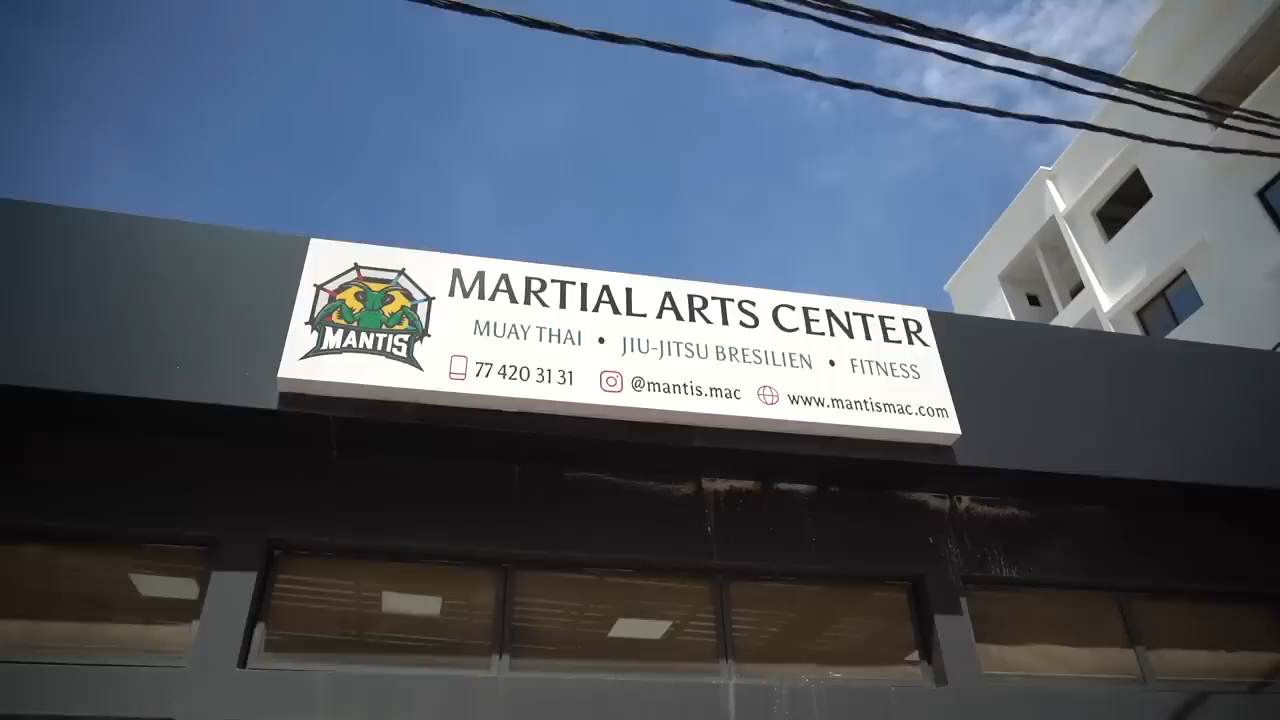 MANTIS
MARTIAL ARTS CENTER
MUAY THAI • JIU-JITSU BRESILIEN • FITNESS
77 420 31 31 @mantis.mac www.mantismac.com